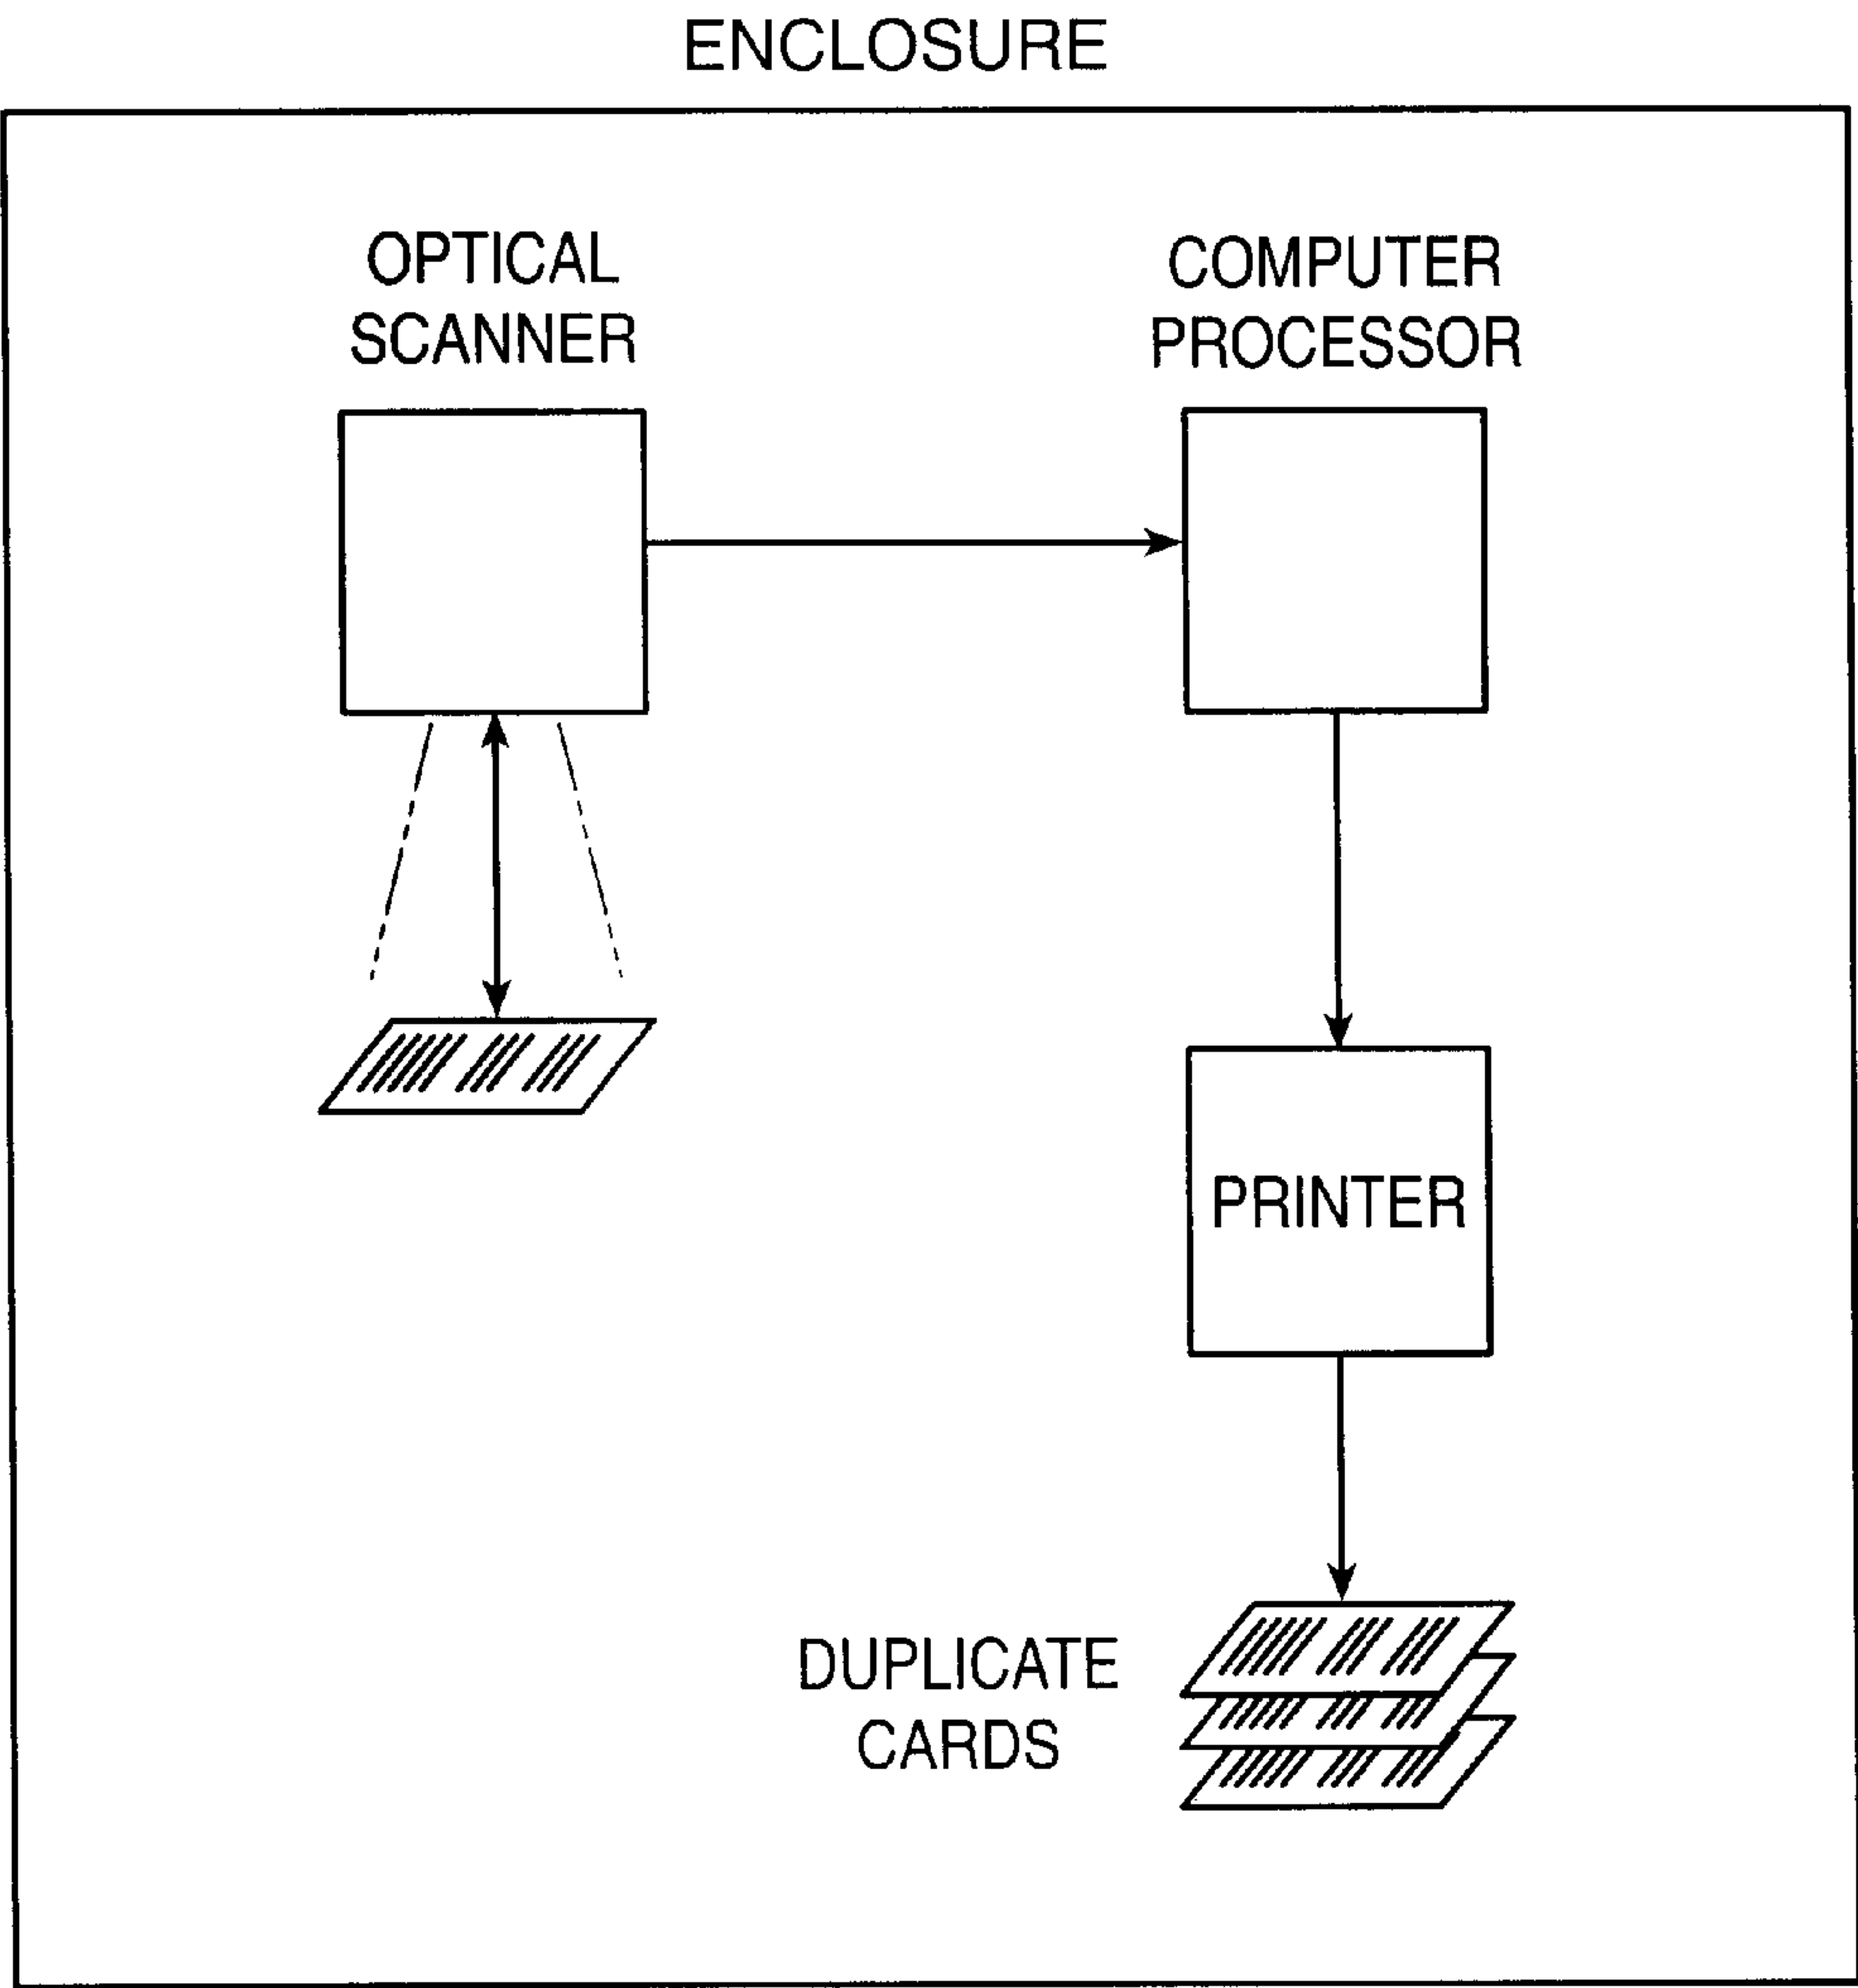 ENCLOSURE
OPTICAL
SCANNER
COMPUTER
PROCESSOR
PRINTER
DUPLICATE
CARDS